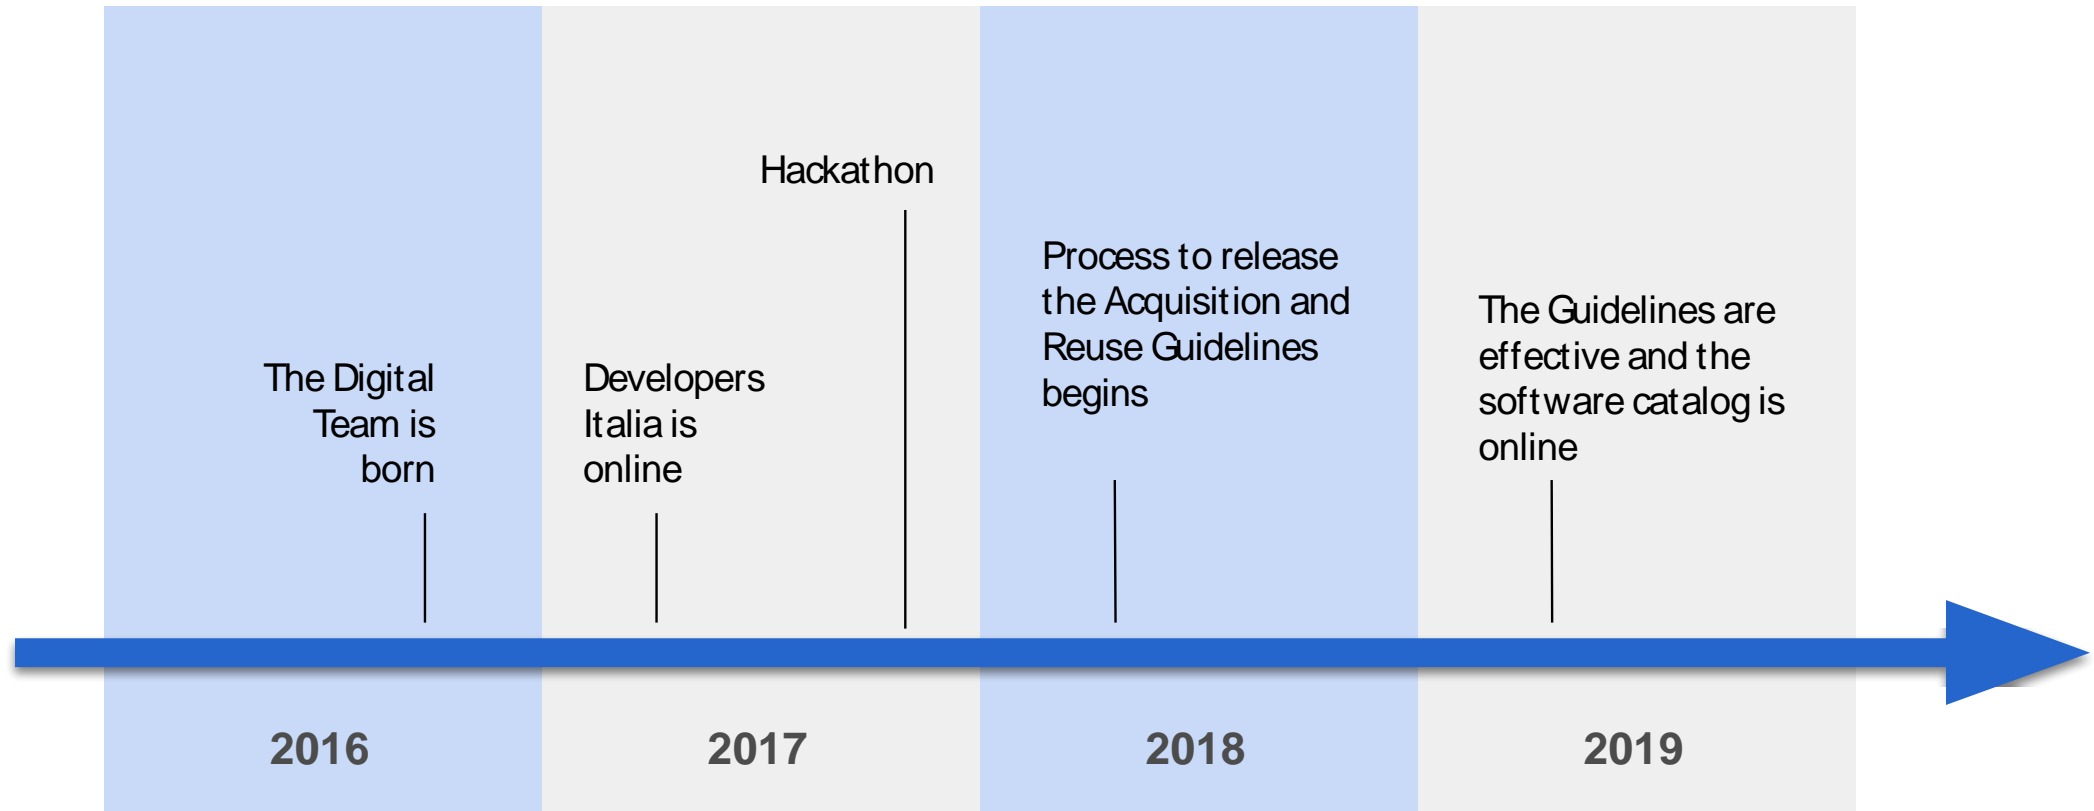 The Digital
Team is
born
Developers
Italia is
online
Hackathon
Process to release
the Acquisition and
Reuse Guidelines
begins
The Guidelines are
effective and the
software catalog is
online
2016
2017
2018
2019